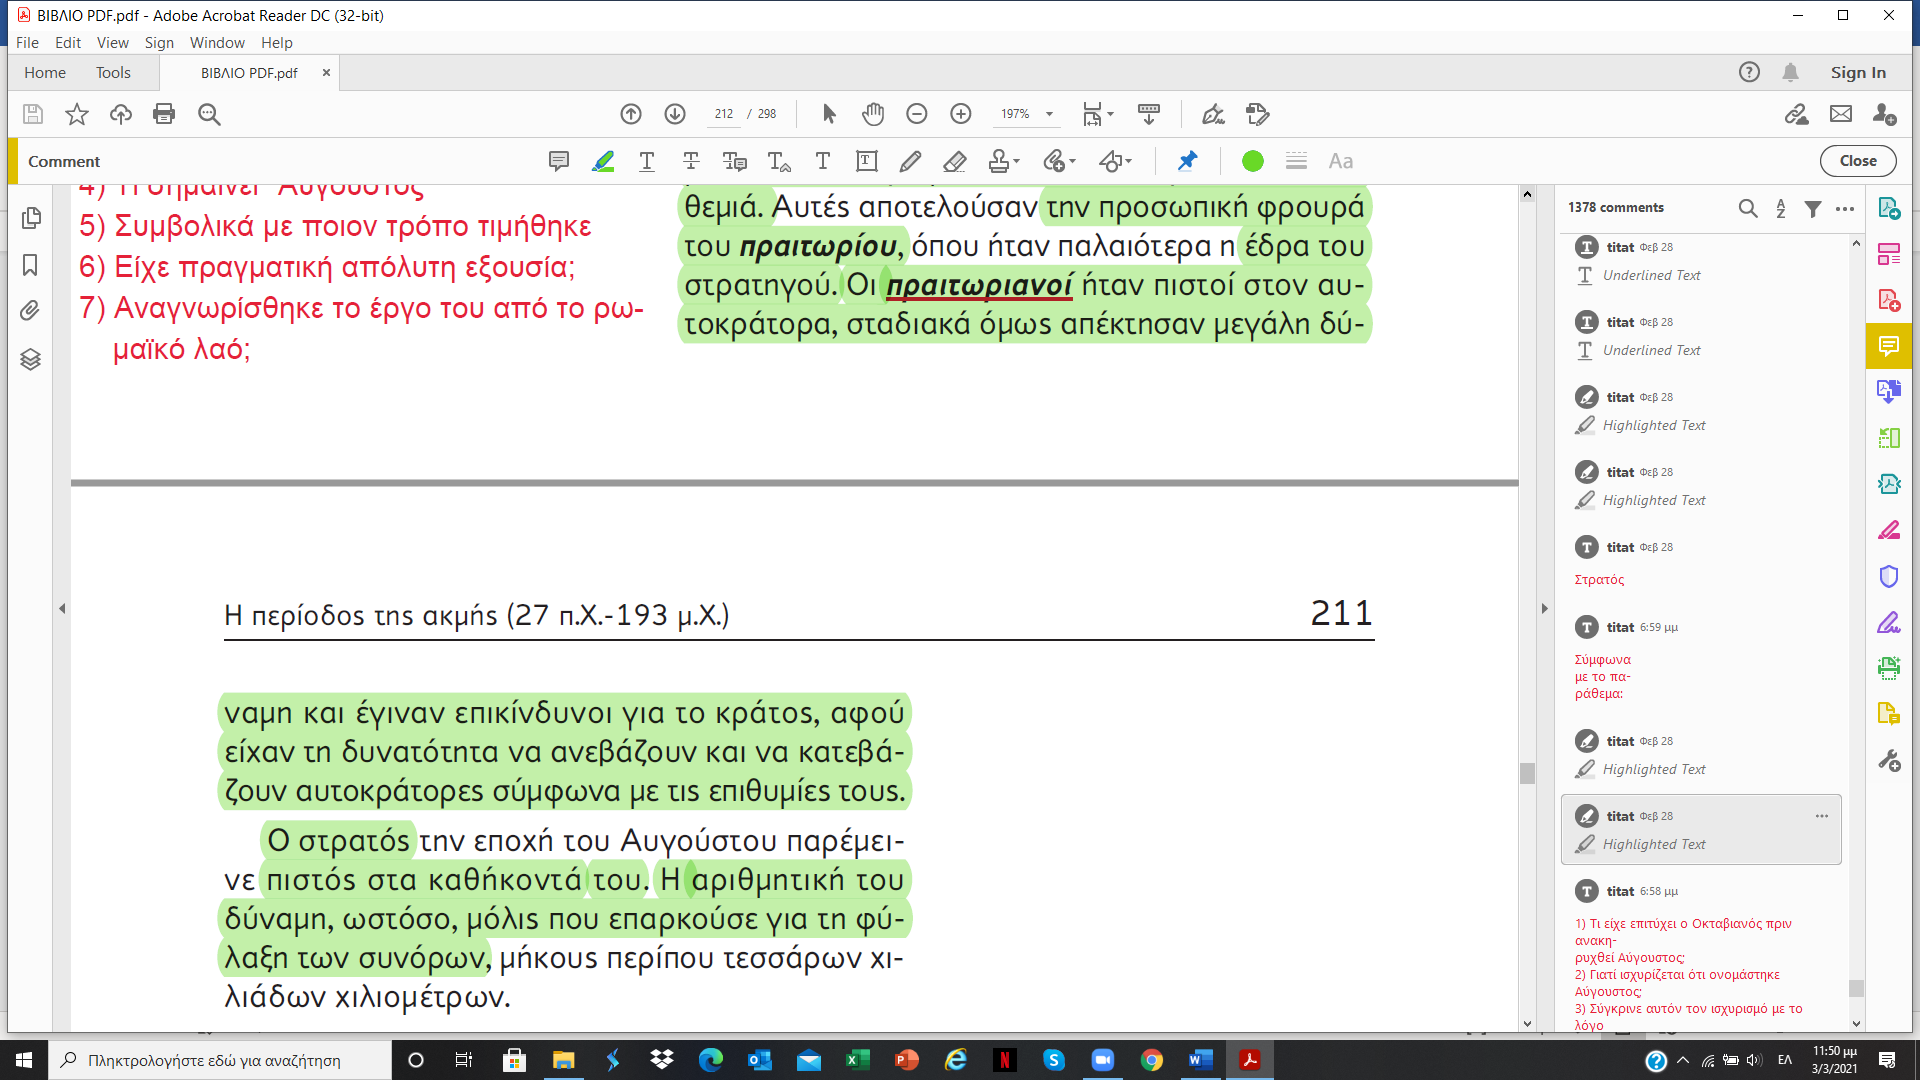 ΒΙΒΛΙΟ PDF.pdf - Adobe Acrobat Reader DC (32-bit)
File Edit View Sign Window Help
Home Tools ΒΙΒΛΙΟ PDF.pdf × Sign In
212 / 298 197%
Comment Aa Close
4) Τι σημαίνει Αύγουστος
5) Συμβολικά με ποιον τρόπο τιμήθηκε
6) Είχε πραγματική απόλυτη εξουσία;
7) Αναγνωρίσθηκε το έργο του από το ρω-
μαϊκό λαό;
θεμιά. Αυτές αποτελούσαν την προσωπική φρουρά
του πραιτωρίου, όπου ήταν παλαιότερα η έδρα του
στρατηγού. Οι πραιτωριανοί ήταν πιστοί στον αυ-
τοκράτορα, σταδιακά όμως απέκτησαν μεγάλη δύ-
Η περίοδος της ακμής (27 π.Χ.-193 μ.Χ.) 211
ναμη και έγιναν επικίνδυνοι για το κράτος, αφού
είχαν τη δυνατότητα να ανεβάζουν και να κατεβά-
ζουν αυτοκράτορες σύμφωνα με τις επιθυμίες τους.
Ο στρατός την εποχή του Αυγούστου παρέμει-
νε πιστός στα καθήκοντά του. Η αριθμητική του
δύναμη, ωστόσο, μόλις που επαρκούσε για τη φύ-
λαξη των συνόρων, μήκους περίπου τεσσάρων χι-
λιάδων χιλιομέτρων.
1378 comments
titat Φεβ 28
Underlined Text
titat Φεβ 28
Underlined Text
titat Φεβ 28
Highlighted Text
titat Φεβ 28
Highlighted Text
titat Φεβ 28
Στρατός
titat 6:59 μμ
Σύμφωνα
με το πα-
ράθεμα:
titat Φεβ 28
Highlighted Text
titat Φεβ 28
Highlighted Text
titat 6:58 μμ
1) Τι είχε επιτύχει ο Οκταβιανός πριν
ανακη-
ρυχθεί Αύγουστος;
2) Γιατί ισχυρίζεται ότι ονομάστηκε
Αύγουστος;
3) Σύγκρινε αυτόν τον ισχυρισμό με το
λόγο
Πληκτρολογήστε εδώ για αναζήτηση
ΕΛ
11:50 μμ
3/3/2021